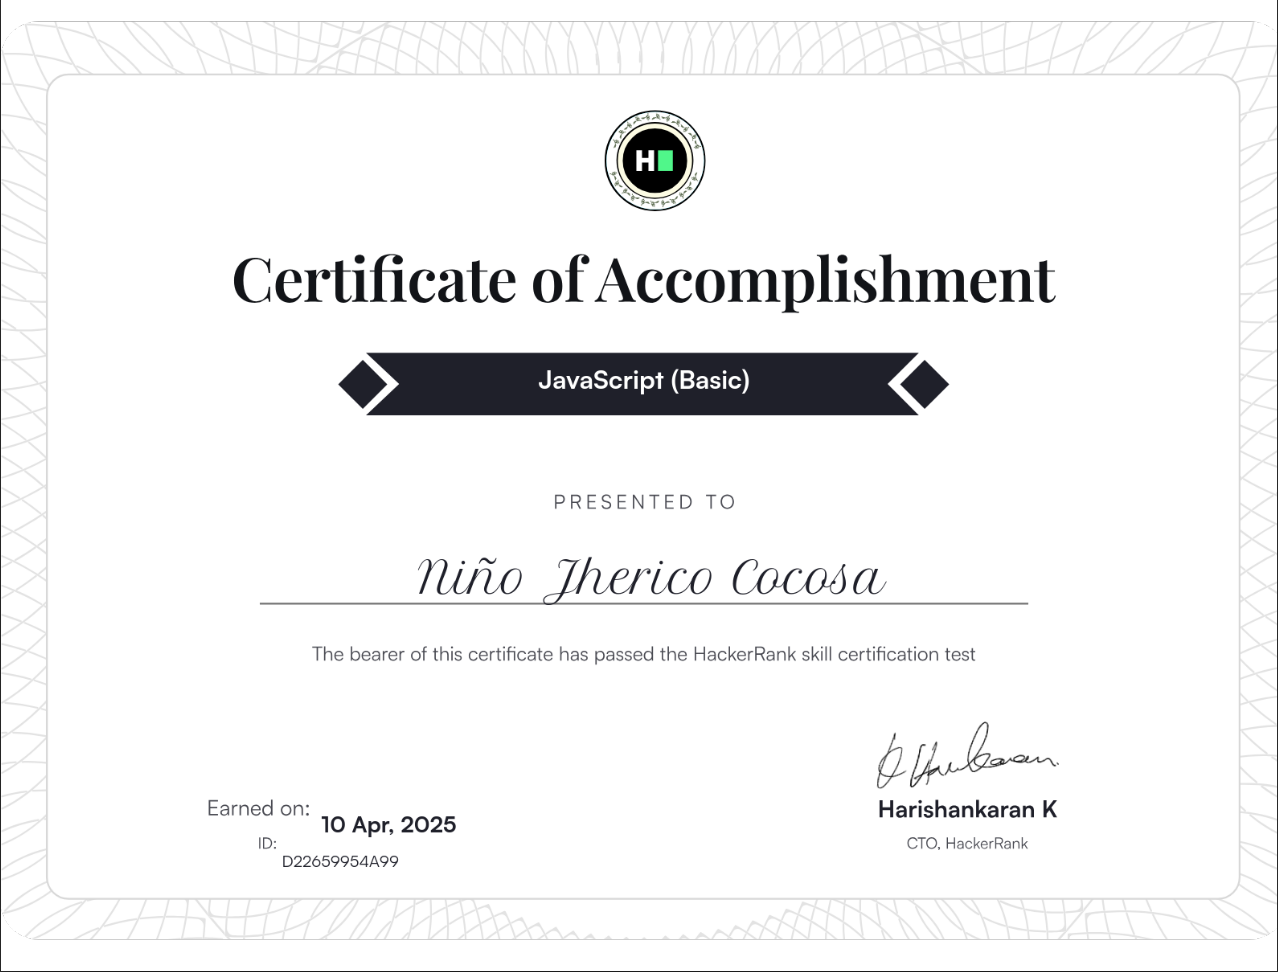 H
Certificate of Accomplishment
JavaScript (Basic)
PRESENTED TO
Niño Jherico Cocosa
The bearer of this certificate has passed the HackerRank skill certification test
Earned on: 10 Apr, 2025
ID: D22659954A99
Harishankaran K
CTO, HackerRank